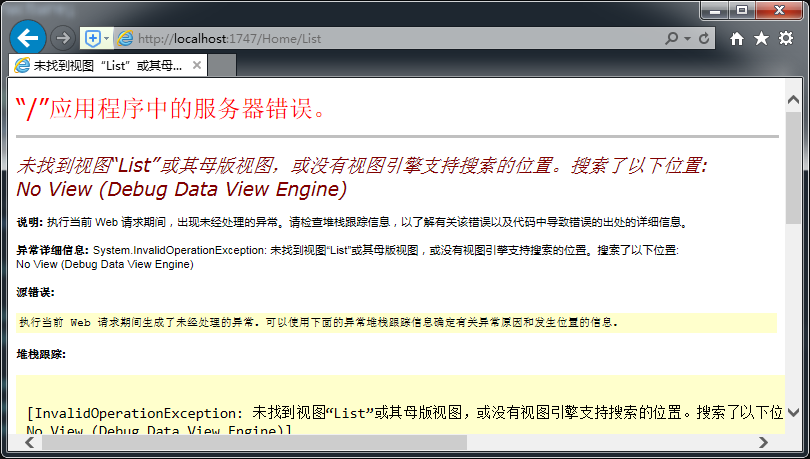 http://localhost:1747/Home/List
未找到视图“List”或其母...
“/”应用程序中的服务器错误。
未找到视图“List”或其母版视图，或没有视图引擎支持搜索的位置。搜索了以下位置:
No View (Debug Data View Engine)
说明: 执行当前 Web 请求期间，出现未经处理的异常。请检查堆栈跟踪信息，以了解有关该错误以及代码中导致错误的出处的详细信息。
异常详细信息: System.InvalidOperationException: 未找到视图“List”或其母版视图，或没有视图引擎支持搜索的位置。搜索了以下位置:
No View (Debug Data View Engine)
源错误:
执行当前 Web 请求期间生成了未经处理的异常。可以使用下面的异常堆栈跟踪信息确定有关异常原因和发生位置的信息。
堆栈跟踪:
[InvalidOperationException: 未找到视图“List”或其母版视图，或没有视图引擎支持搜索的位置。搜索了以下位
No View (Debug Data View Engine)]